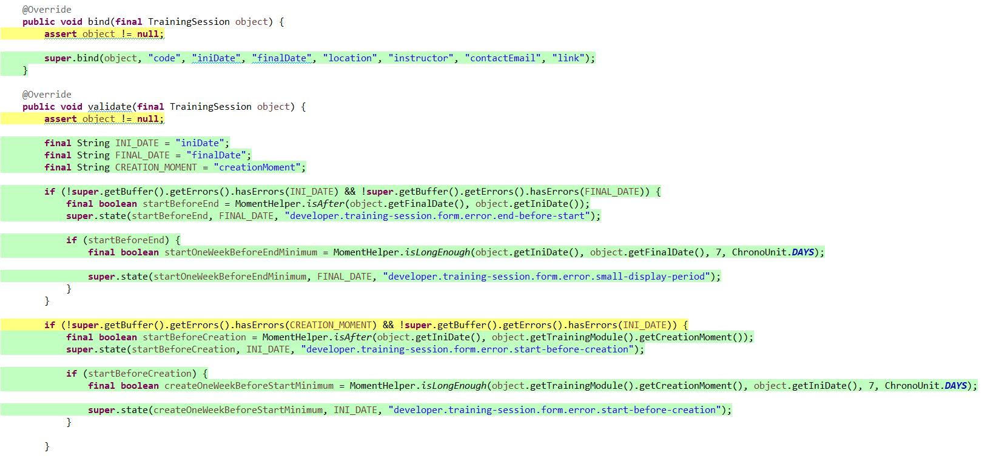 @Override
public void bind(final TrainingSession object) {
assert object != null;
super.bind(object, "code", "iniDate", "finalDate", "location", "instructor", "contactEmail", "link");
}
@Override
public void validate(final TrainingSession object) {
assert object != null;
final String INI_DATE = "iniDate";
final String FINAL_DATE = "finalDate";
final String CREATION_MOMENT = "creationMoment";
if (!super.getBuffer().getErrors().hasErrors(INI_DATE) && !super.getBuffer().getErrors().hasErrors(FINAL_DATE)) {
final boolean startBeforeEnd = MomentHelper.isAfter(object.getFinalDate(), object.getIniDate());
super.state(startBeforeEnd, FINAL_DATE, "developer.training-session.form.error.end-before-start");
if (startBeforeEnd) {
final boolean startOneWeekBeforeEndMinimum = MomentHelper.isLongEnough(object.getIniDate(), object.getFinalDate(), 7, ChronoUnit.DAYS);
super.state(startOneWeekBeforeEndMinimum, FINAL_DATE, "developer.training-session.form.error.small-display-period");
}
}
if (!super.getBuffer().getErrors().hasErrors(CREATION_MOMENT) && !super.getBuffer().getErrors().hasErrors(INI_DATE)) {
final boolean startBeforeCreation = MomentHelper.isAfter(object.getIniDate(), object.getTrainingModule().getCreationMoment());
super.state(startBeforeCreation, INI_DATE, "developer.training-session.form.error.start-before-creation");
if (startBeforeCreation) {
final boolean createOneWeekBeforeStartMinimum = MomentHelper.isLongEnough(object.getTrainingModule().getCreationMoment(), object.getIniDate(), 7, ChronoUnit.DAYS);
super.state(createOneWeekBeforeStartMinimum, INI_DATE, "developer.training-session.form.error.start-before-creation");
}
}